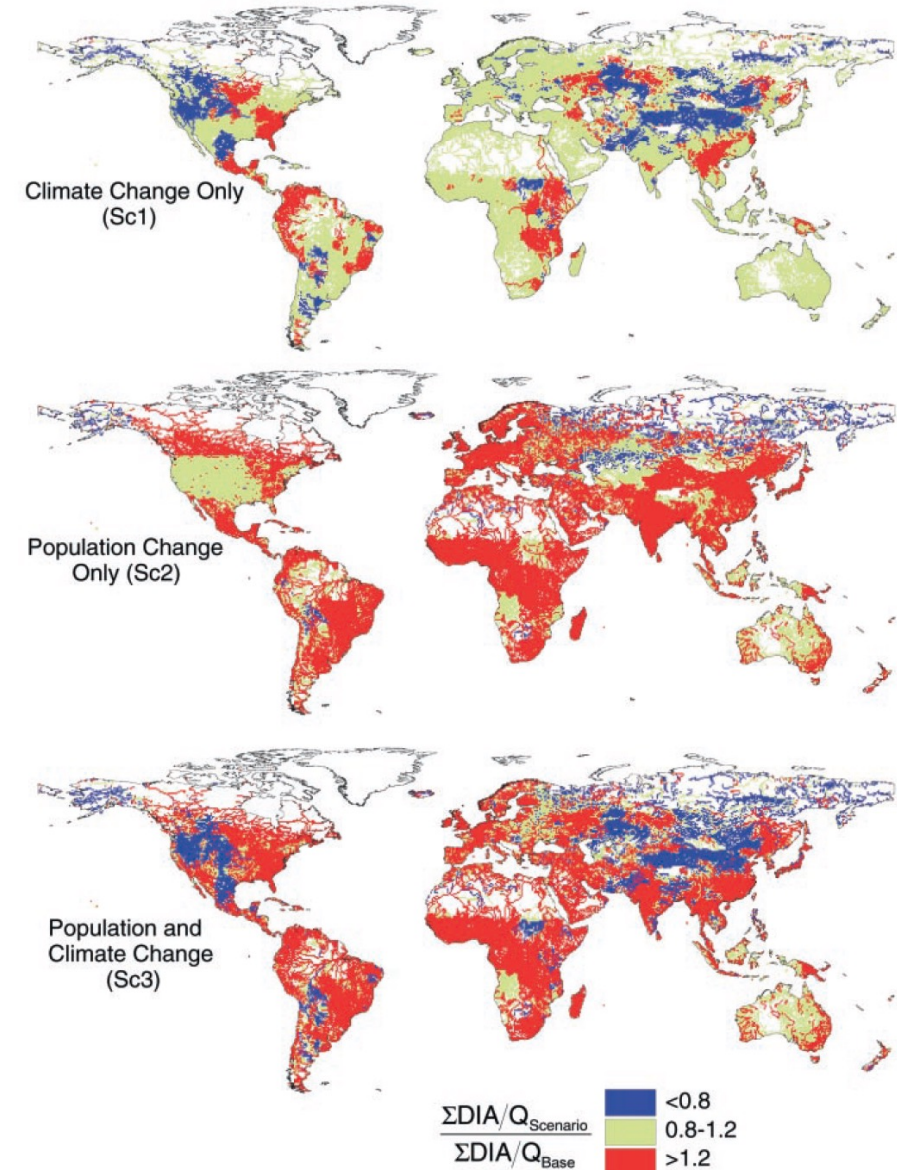 Climate Change Only
(Sc1)
Population Change
Only (Sc2)
Population and
Climate Change
(Sc3)
ΣDIA/QScenario
ΣDIA/QBase
<0.8
0.8-1.2
>1.2